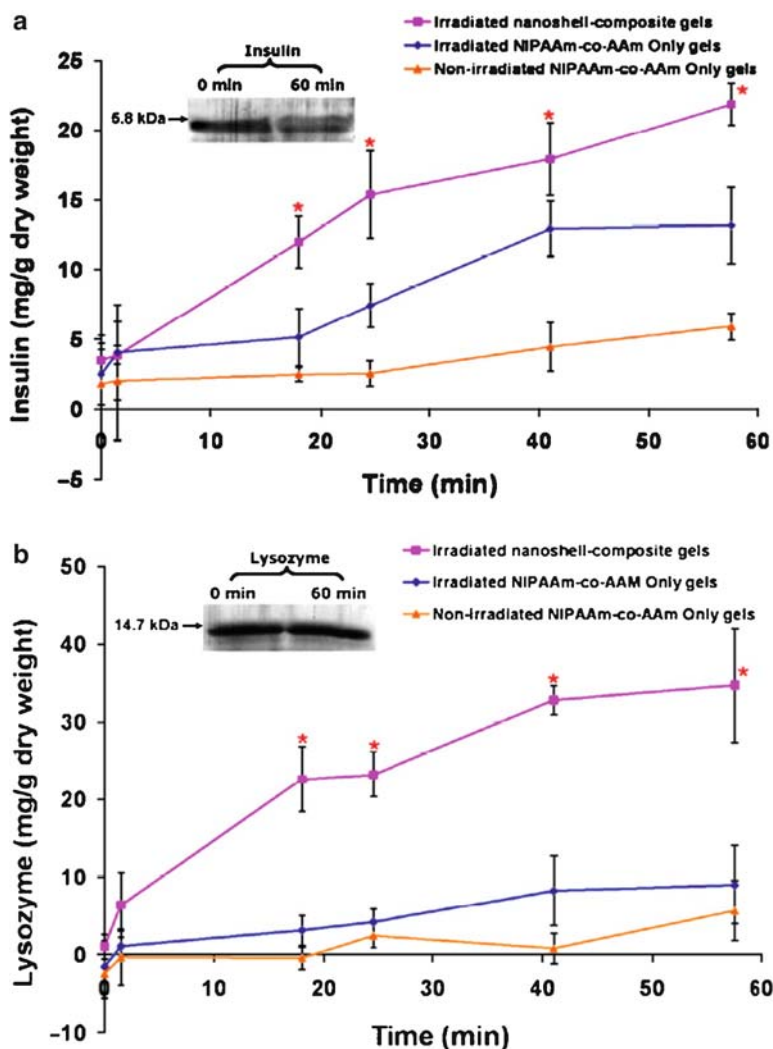 a
Irradiated nanoshell-composite gels
Irradiated NIPAAm-co-AAm Only gels
Non-irradiated NIPAAm-co-AAm Only gels
Insulin
0 min 60 min
5.8 kDa
25
20
15
10
5
0
-5
0 10 20 30 40 50 60
* * * *
Insulin (mg/g dry weight)
Time (min)
b
Irradiated nanoshell-composite gels
Irradiated NIPAAm-co-AAM Only gels
Non-Irradiated NIPAAm-co-AAm Only gels
Lysozyme
0 min 60 min
14.7 kDa
50
40
30
20
10
0
-10
0 10 20 30 40 50 60
* * * *
Lysozyme (mg/g dry weight)
Time (min)